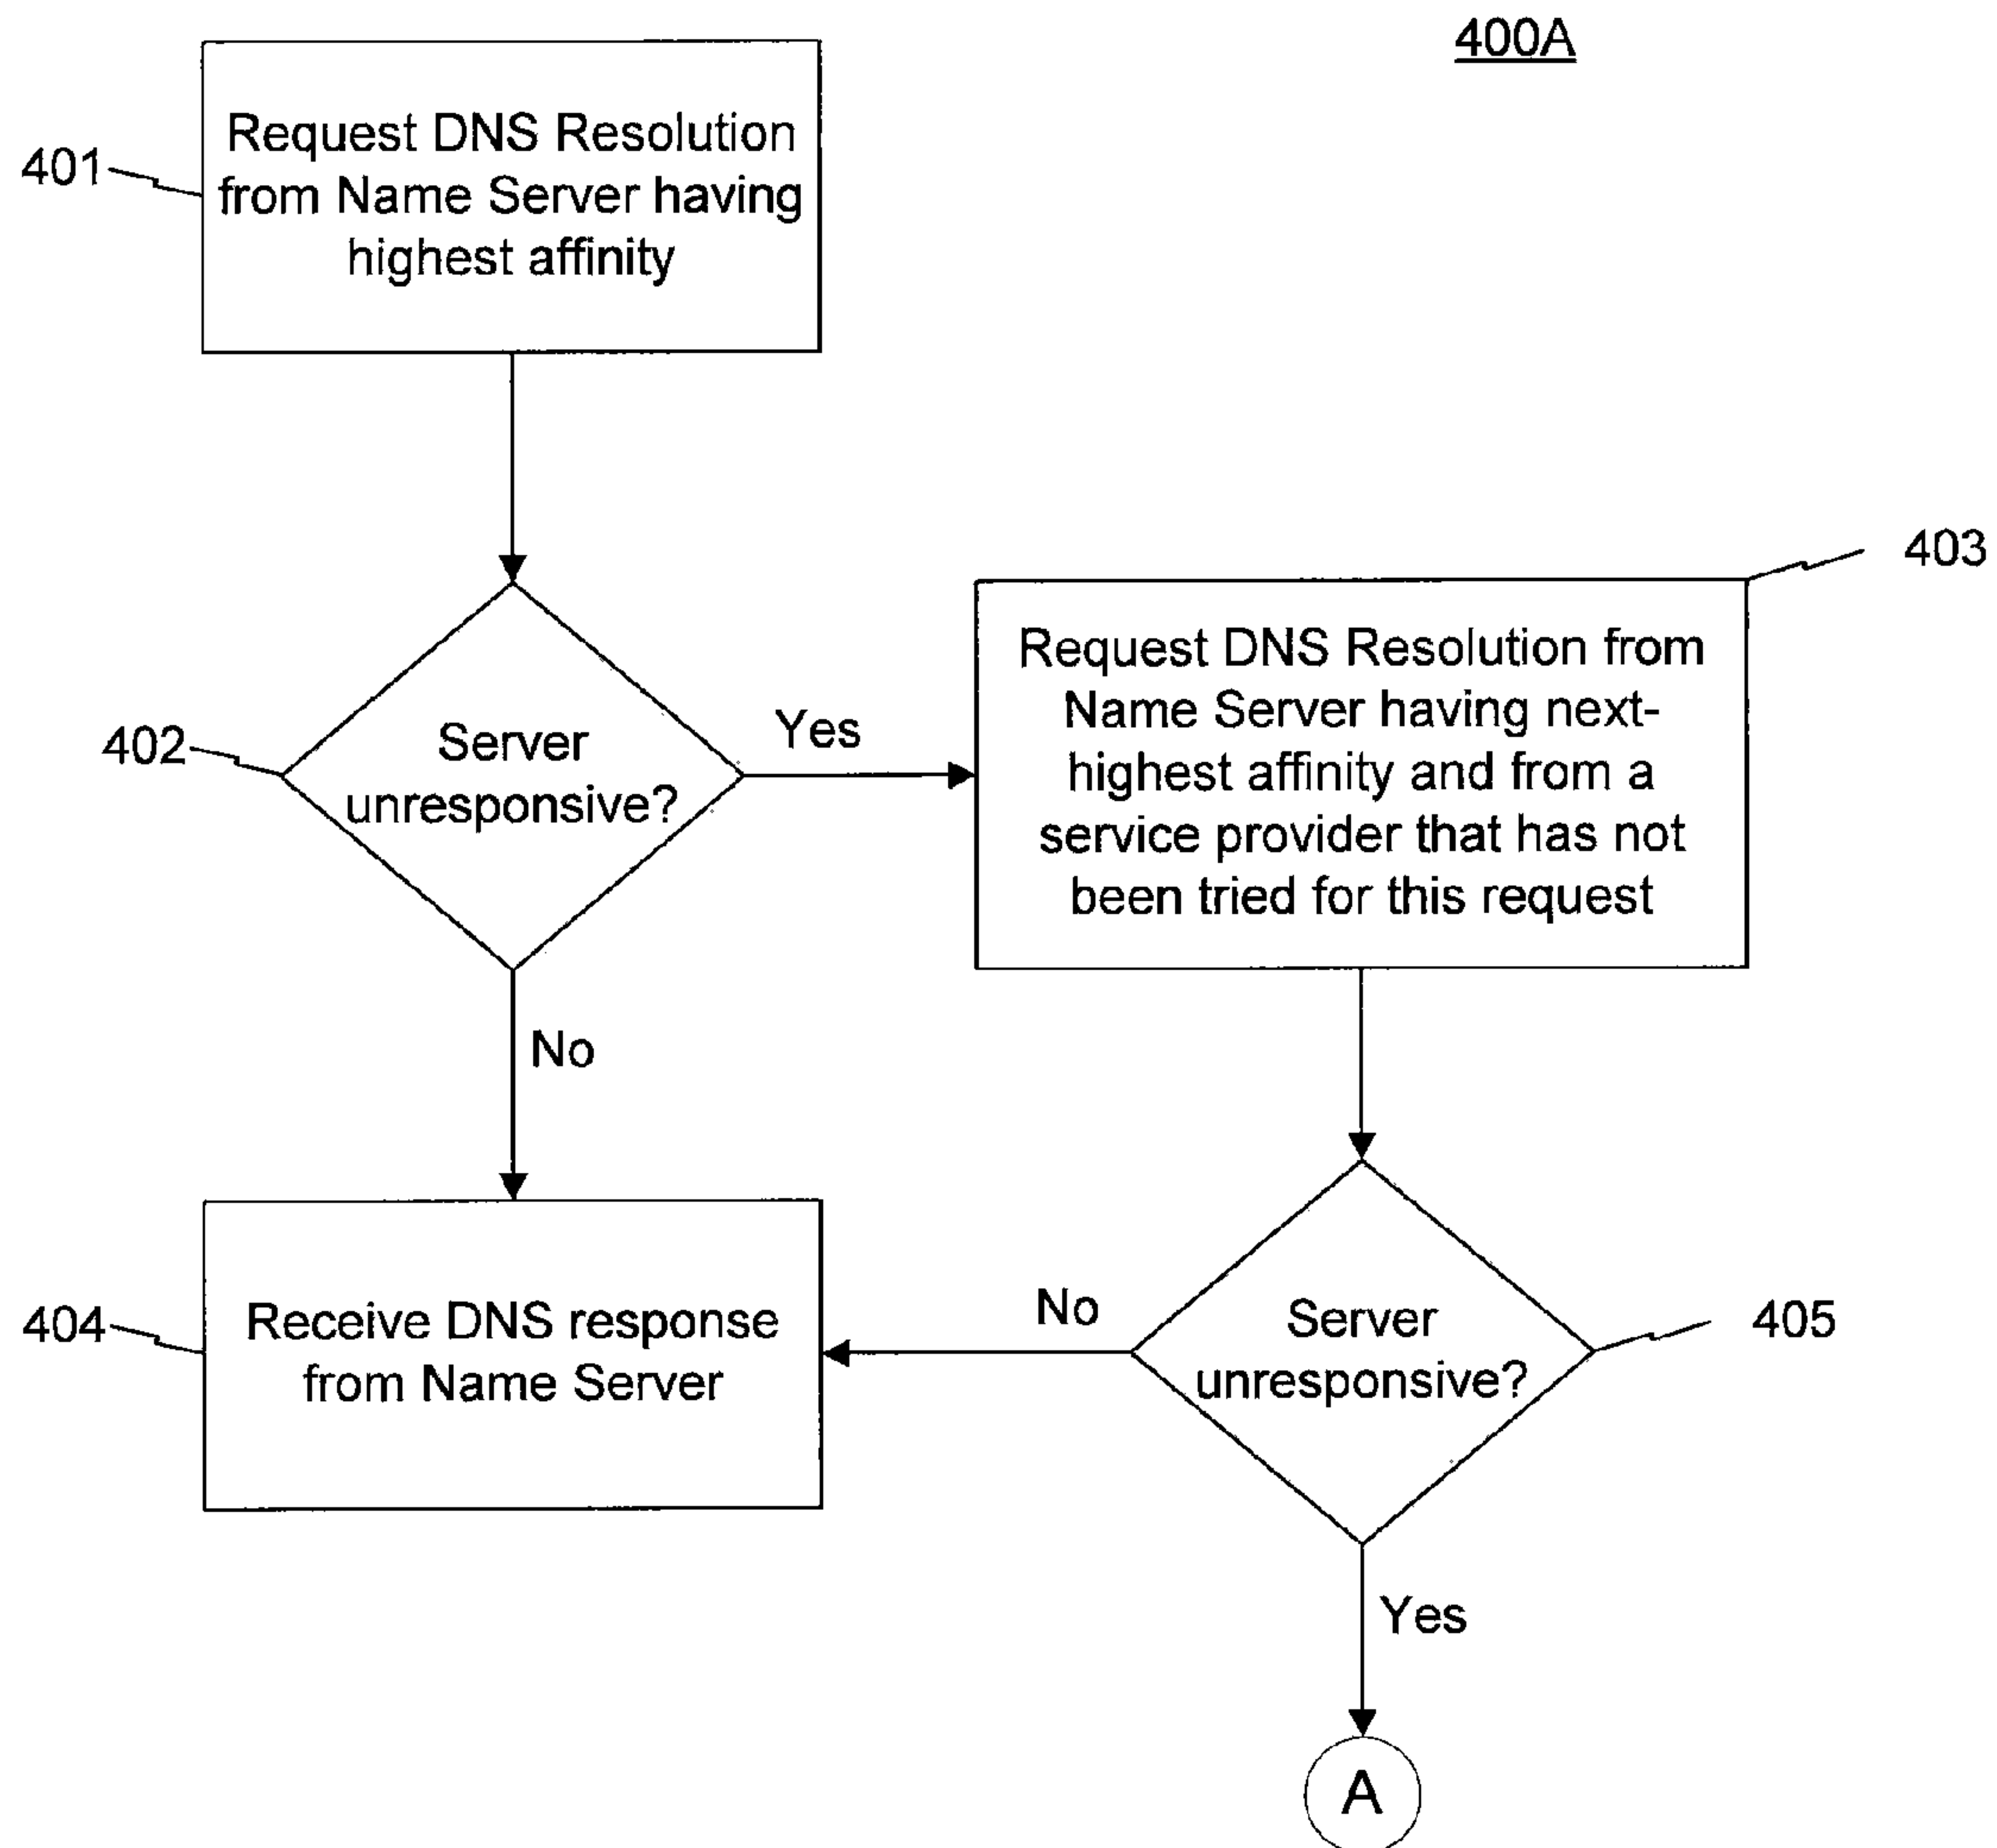 400A
401
Request DNS Resolution
from Name Server having
highest affinity
402
Server
unresponsive?
Yes
No
403
Request DNS Resolution from
Name Server having next-
highest affinity and from a
service provider that has not
been tried for this request
404
Receive DNS response
from Name Server
No
Server
unresponsive?
405
Yes
A